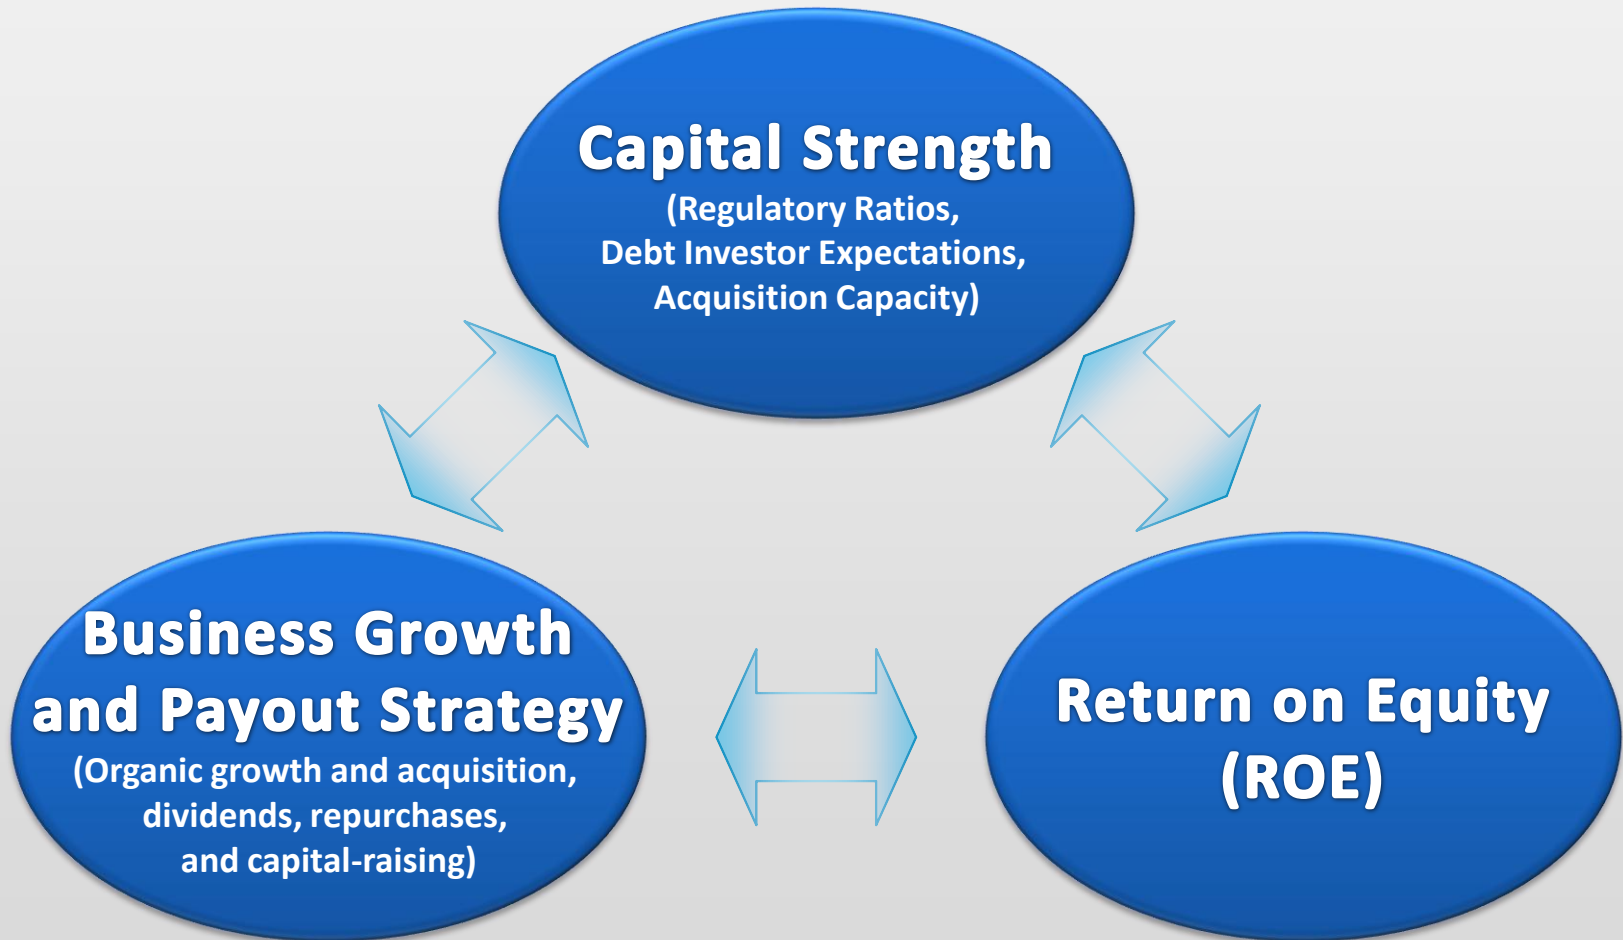 Capital Strength
(Regulatory Ratios,
Debt Investor Expectations,
Acquisition Capacity)
Business Growth
and Payout Strategy
(Organic growth and acquisition,
dividends, repurchases,
and capital-raising)
Return on Equity
(ROE)